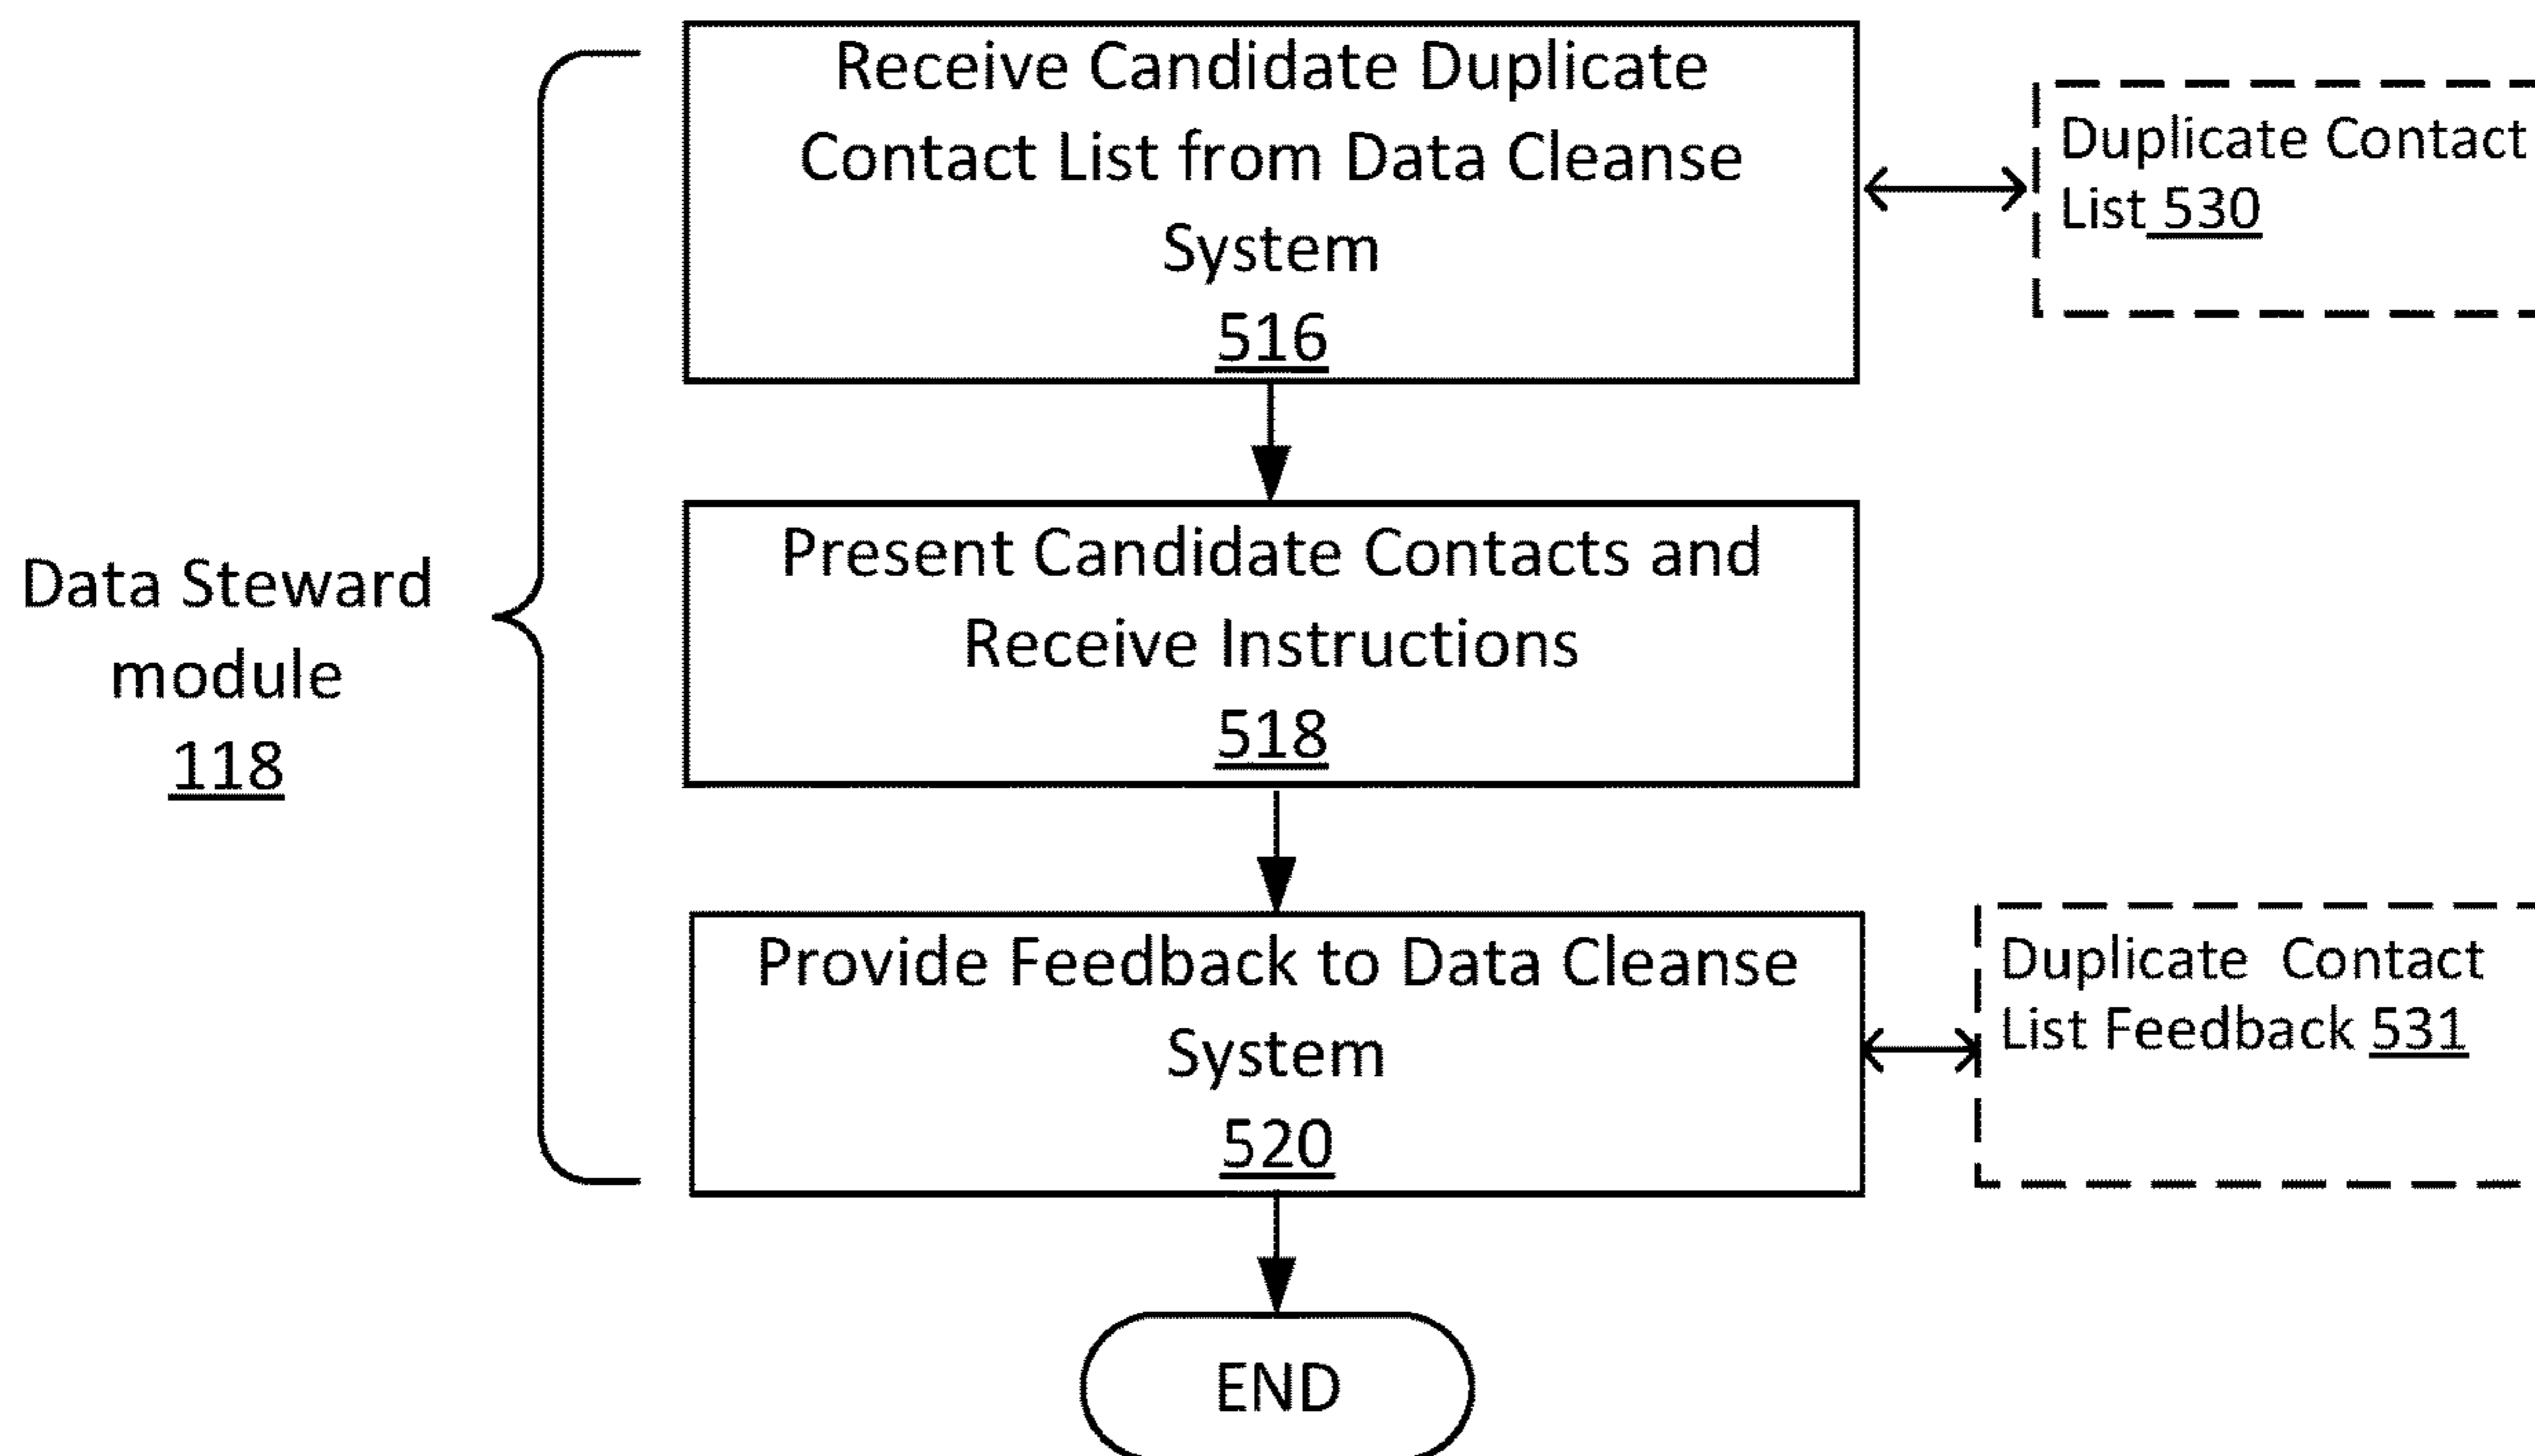 Receive Candidate Duplicate
Contact List from Data Cleanse
System
516
Duplicate Contact
List 530
Data Steward
module
118
Present Candidate Contacts and
Receive Instructions
518
Provide Feedback to Data Cleanse
System
520
Duplicate Contact
List Feedback 531
END